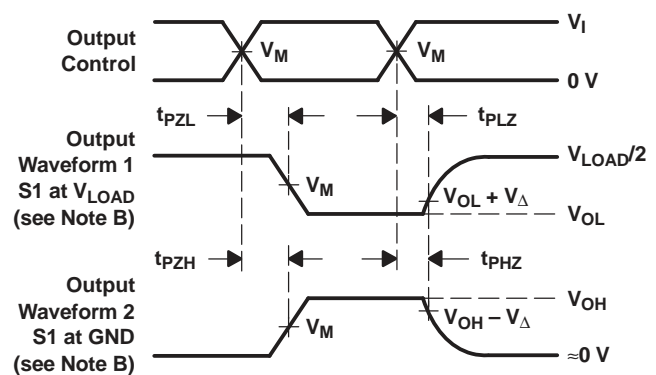 Output
Control
V_M
V_M
V_I
0 V
t_PZL
t_PLZ
Output
Waveform 1
S1 at V_LOAD
(see Note B)
V_M
V_LOAD/2
V_OL + V_Δ
V_OL
t_PZH
t_PHZ
Output
Waveform 2
S1 at GND
(see Note B)
V_M
V_OH
V_OH − V_Δ
≈0 V